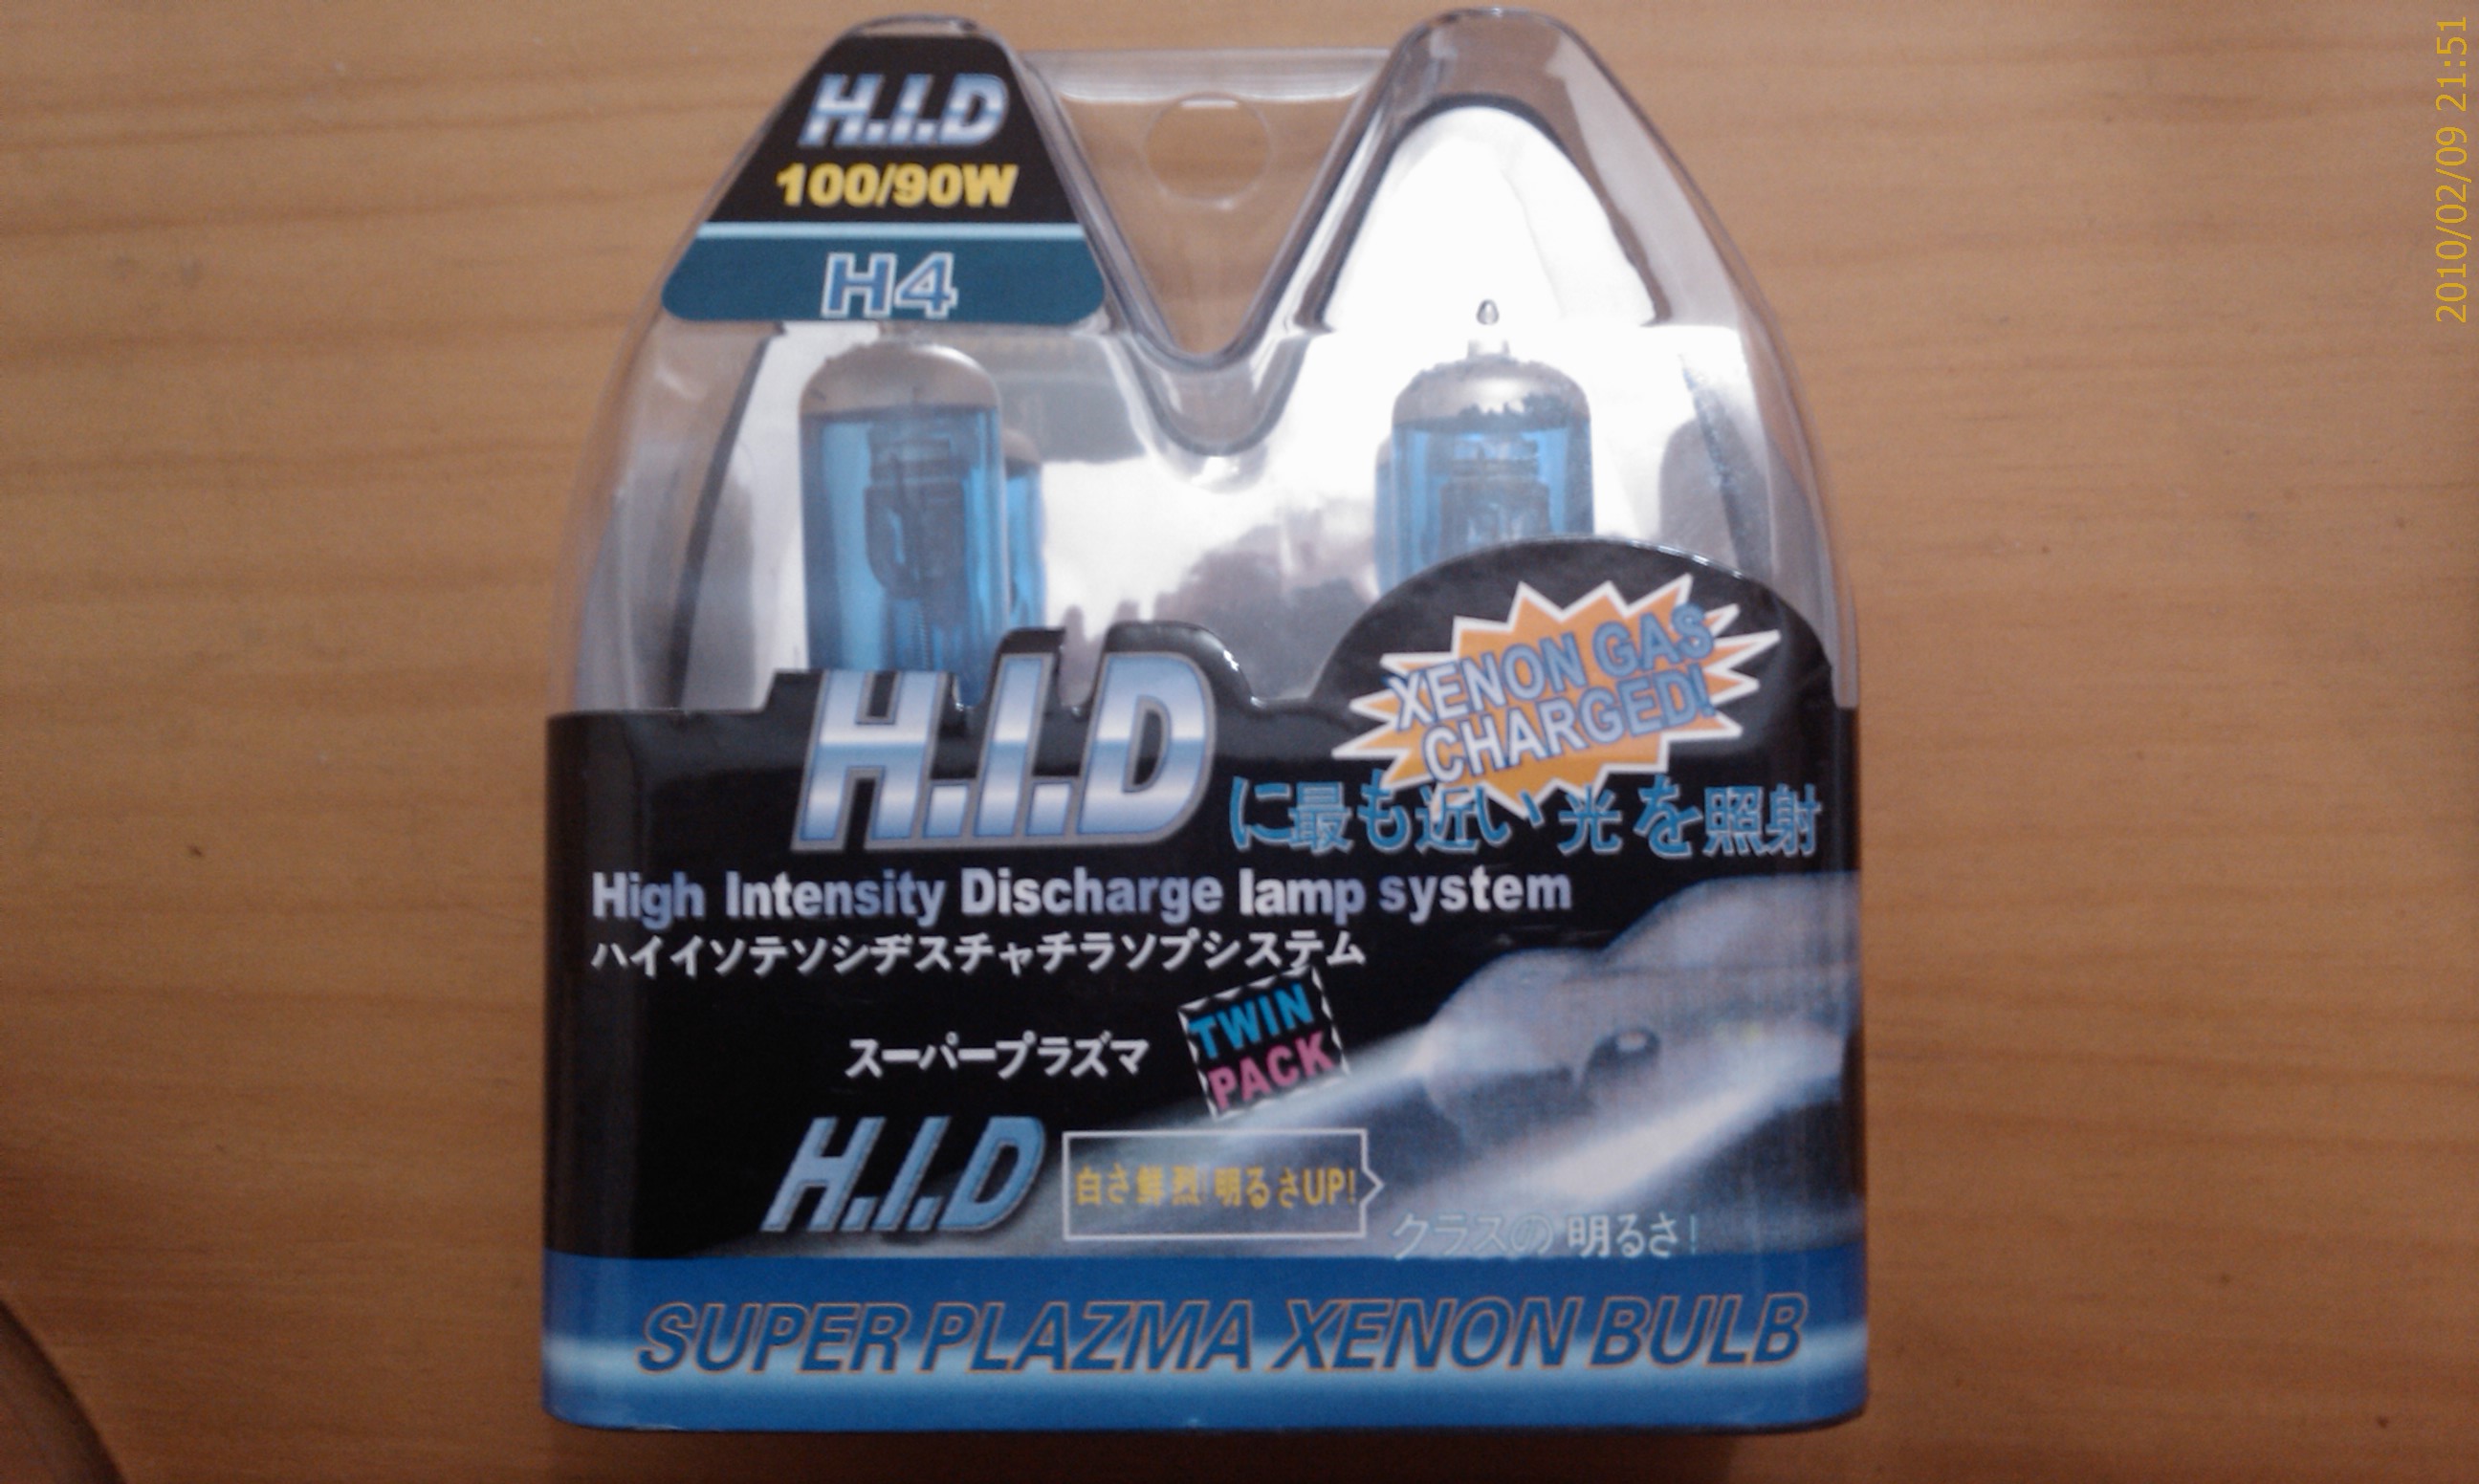 H.I.D
100/90W
H4
XENON GAS
CHARGED!
H.I.D に最も近い光を照射
High Intensity Discharge lamp system
ハイイソテソシヂスチャチラソプシステム
スーパープラズマ
TWIN
PACK
H.I.D
白さ鮮烈!明るさUP!
クラスの明るさ!
SUPER PLAZMA XENON BULB
2010/02/09 21:51